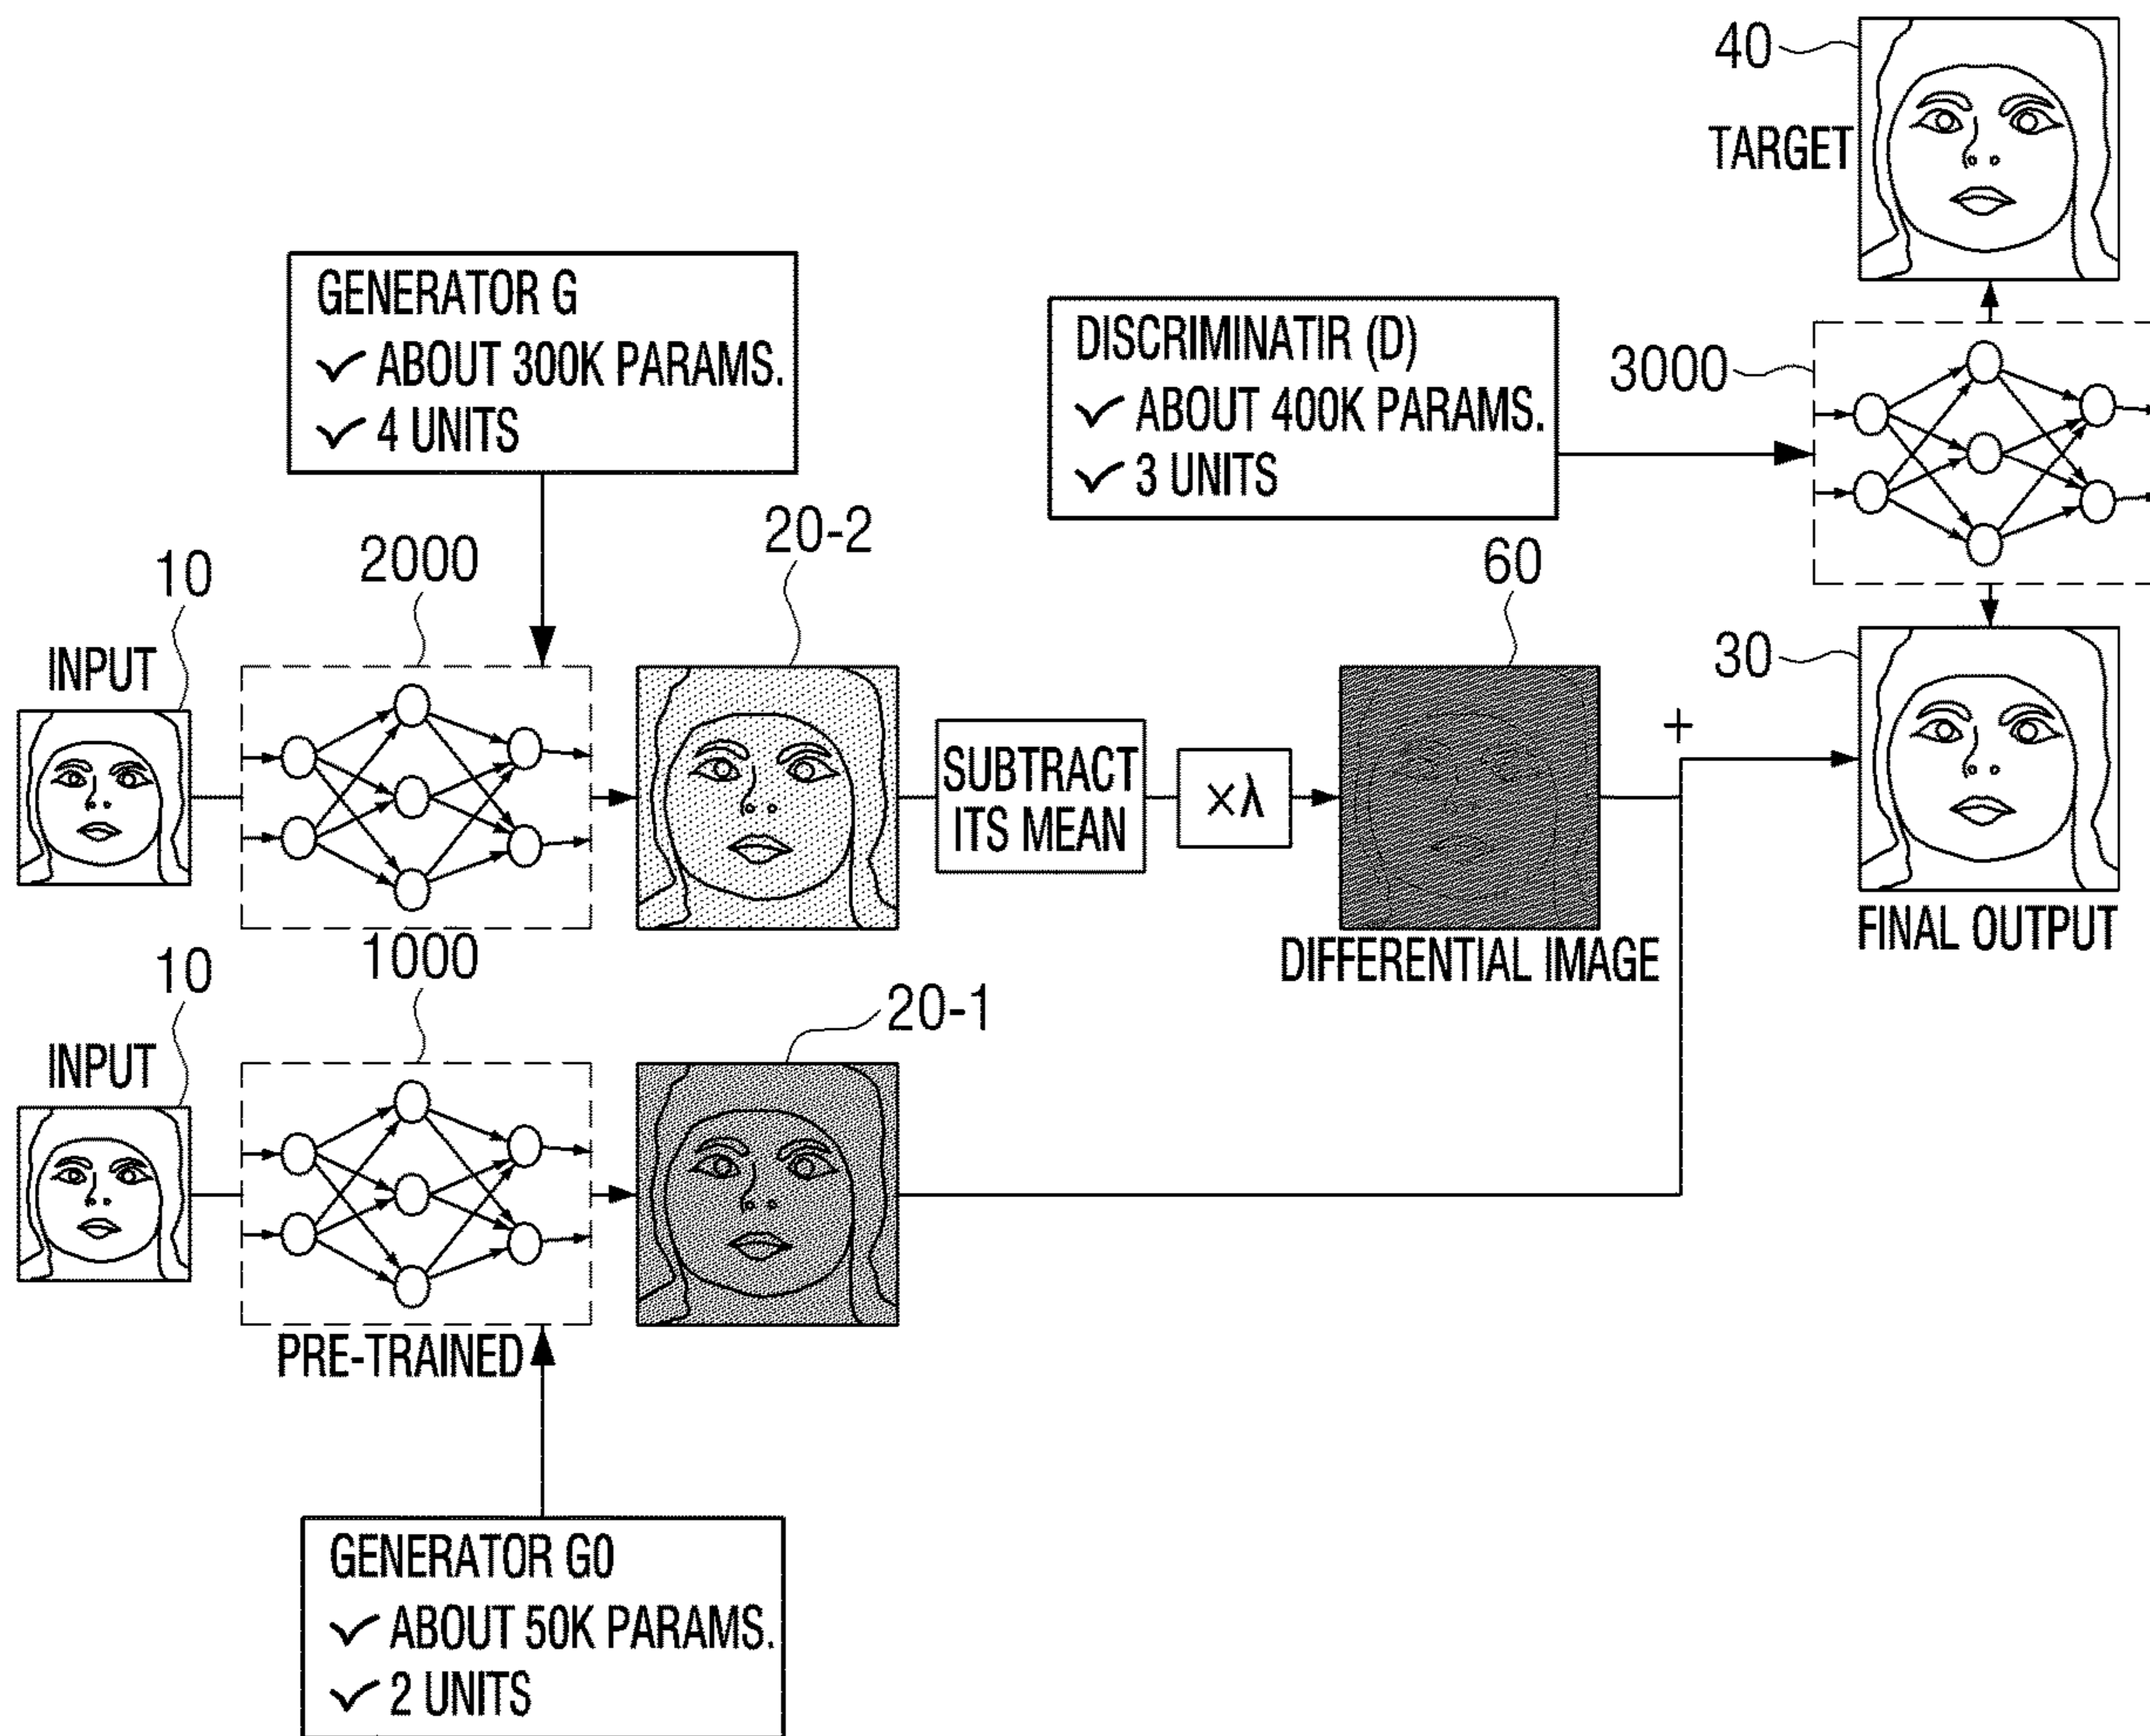 40
TARGET
GENERATOR G
✓ ABOUT 300K PARAMS.
✓ 4 UNITS
DISCRIMINATIR (D)
✓ ABOUT 400K PARAMS.
✓ 3 UNITS
3000
10
2000
20-2
60
INPUT
SUBTRACT
ITS MEAN
×λ
+
30
DIFFERENTIAL IMAGE
FINAL OUTPUT
10
1000
20-1
INPUT
PRE-TRAINED
GENERATOR G0
✓ ABOUT 50K PARAMS.
✓ 2 UNITS